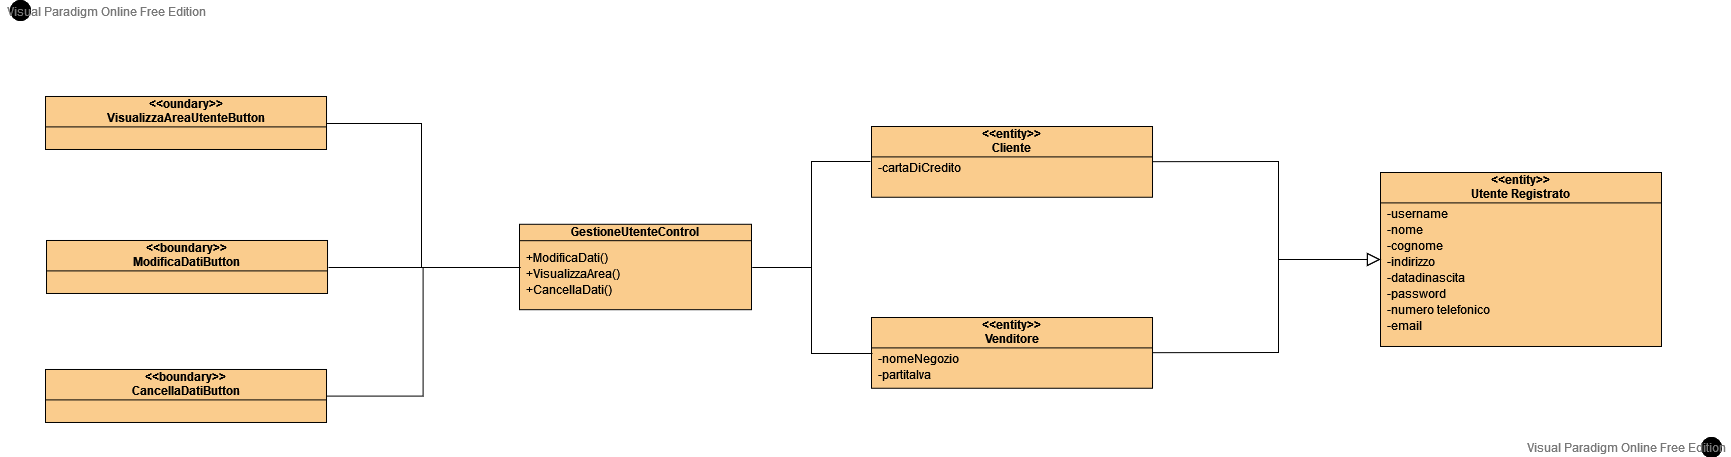 Visual Paradigm Online Free Edition
<<oundary>>
VisualizzaAreaUtenteButton
<<boundary>>
ModificaDatiButton
<<boundary>>
CancellaDatiButton
GestioneUtenteControl
+ModificaDati()
+VisualizzaArea()
+CancellaDati()
<<entity>>
Cliente
-cartaDiCredito
<<entity>>
Venditore
-nomeNegozio
-partitaIva
<<entity>>
Utente Registrato
-username
-nome
-cognome
-indirizzo
-datadinascita
-password
-numero telefonico
-email
Visual Paradigm Online Free Edition